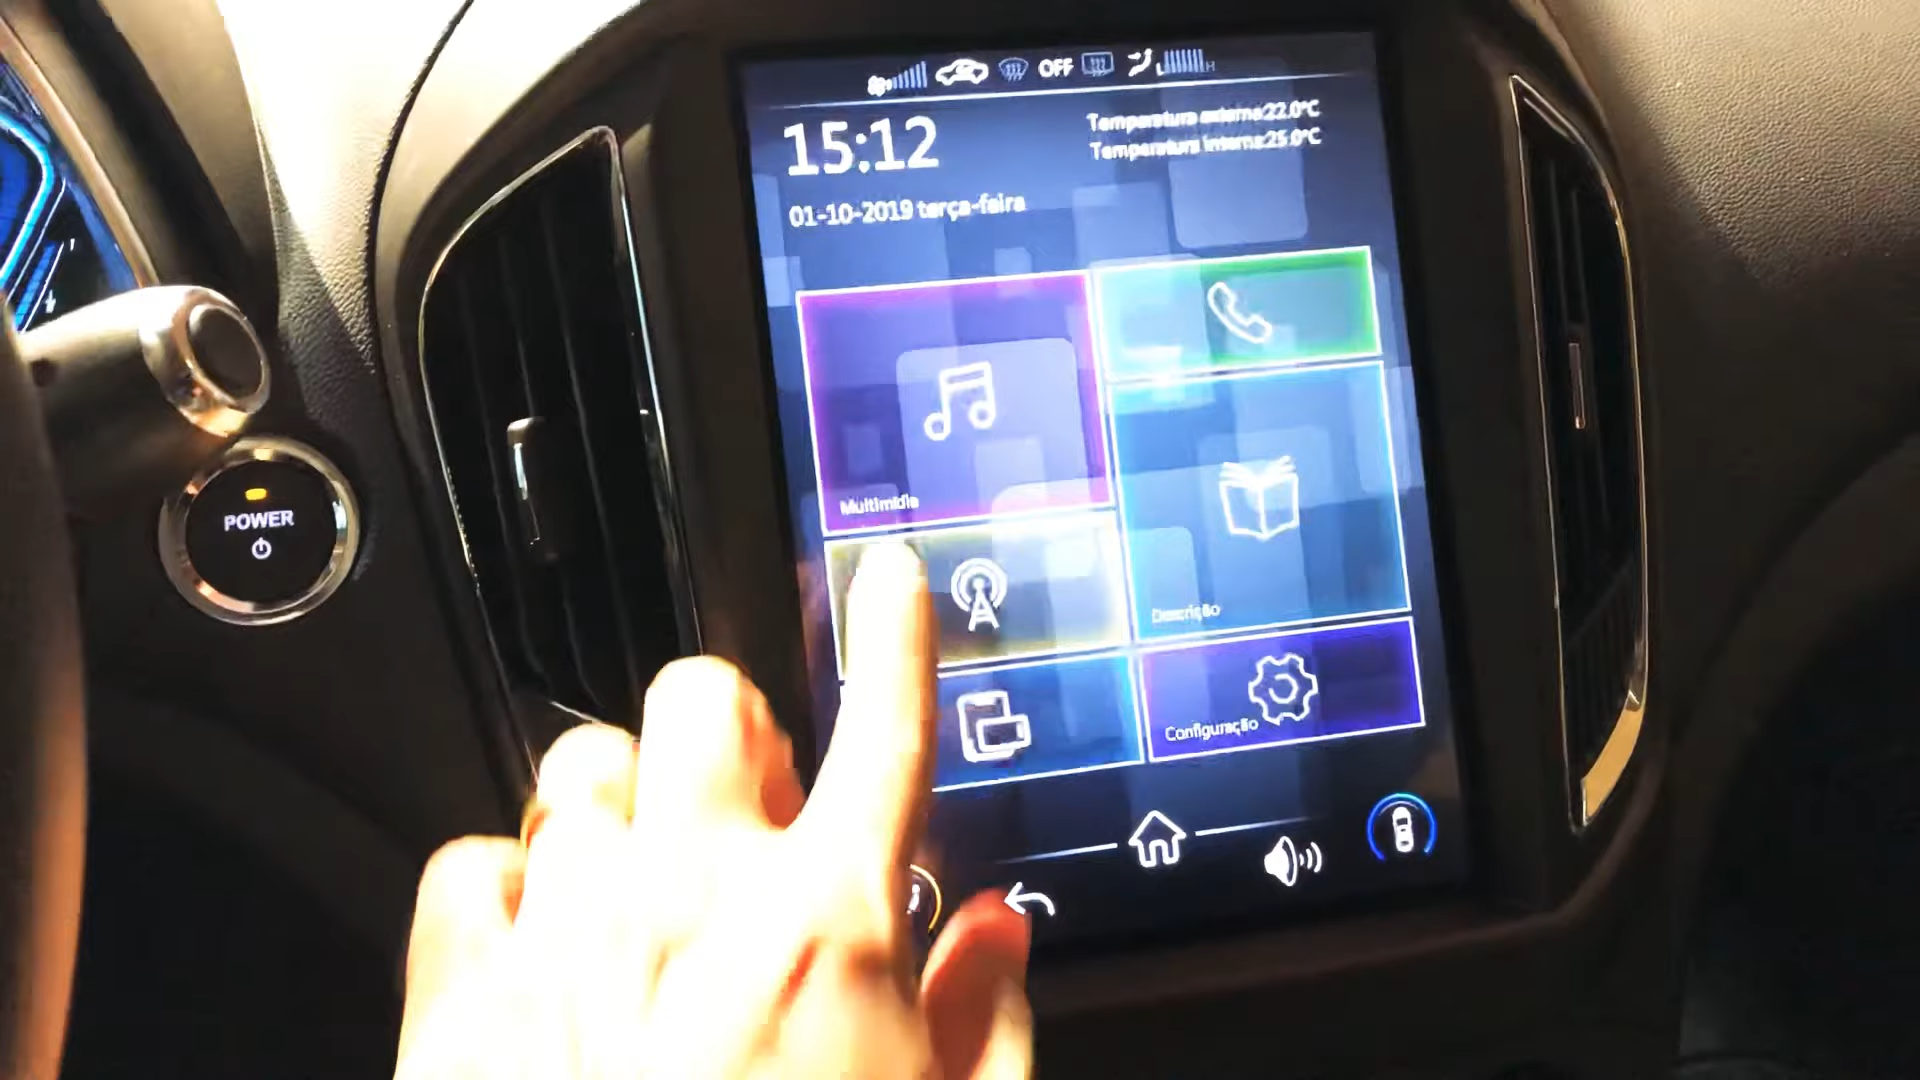 OFF
L H
15:12
Temperatura externa:22.0°C
Temperatura interna:25.0°C
01-10-2019 terça-feira
Multimídia
POWER
Descrição
Configuração